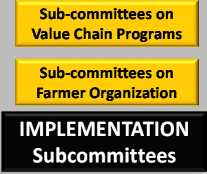 Sub-committees on
Value Chain Programs
Sub-committees on
Farmer Organization
IMPLEMENTATION
Subcommittees